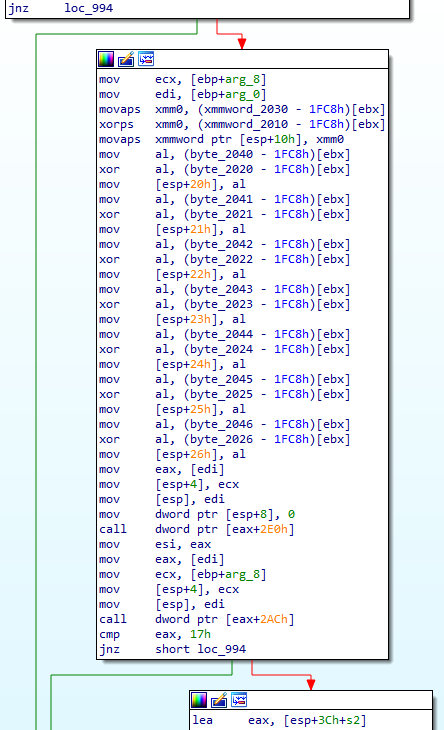 jnz     loc_994
mov     ecx, [ebp+arg_8]
mov     edi, [ebp+arg_0]
movaps  xmm0, (xmmword_2030 - 1FC8h)[ebx]
xorps   xmm0, (xmmword_2010 - 1FC8h)[ebx]
movaps  xmmword ptr [esp+10h], xmm0
mov     al, (byte_2040 - 1FC8h)[ebx]
xor     al, (byte_2020 - 1FC8h)[ebx]
mov     [esp+20h], al
mov     al, (byte_2041 - 1FC8h)[ebx]
xor     al, (byte_2021 - 1FC8h)[ebx]
mov     [esp+21h], al
mov     al, (byte_2042 - 1FC8h)[ebx]
xor     al, (byte_2022 - 1FC8h)[ebx]
mov     [esp+22h], al
mov     al, (byte_2043 - 1FC8h)[ebx]
xor     al, (byte_2023 - 1FC8h)[ebx]
mov     [esp+23h], al
mov     al, (byte_2044 - 1FC8h)[ebx]
xor     al, (byte_2024 - 1FC8h)[ebx]
mov     [esp+24h], al
mov     al, (byte_2045 - 1FC8h)[ebx]
xor     al, (byte_2025 - 1FC8h)[ebx]
mov     [esp+25h], al
mov     al, (byte_2046 - 1FC8h)[ebx]
xor     al, (byte_2026 - 1FC8h)[ebx]
mov     [esp+26h], al
mov     eax, [edi]
mov     [esp+4], ecx
mov     [esp], edi
mov     dword ptr [esp+8], 0
call    dword ptr [eax+2E0h]
mov     esi, eax
mov     eax, [edi]
mov     ecx, [ebp+arg_8]
mov     [esp+4], ecx
mov     [esp], edi
call    dword ptr [eax+2ACh]
cmp     eax, 17h
jnz     short loc_994
lea     eax, [esp+3Ch+s2]